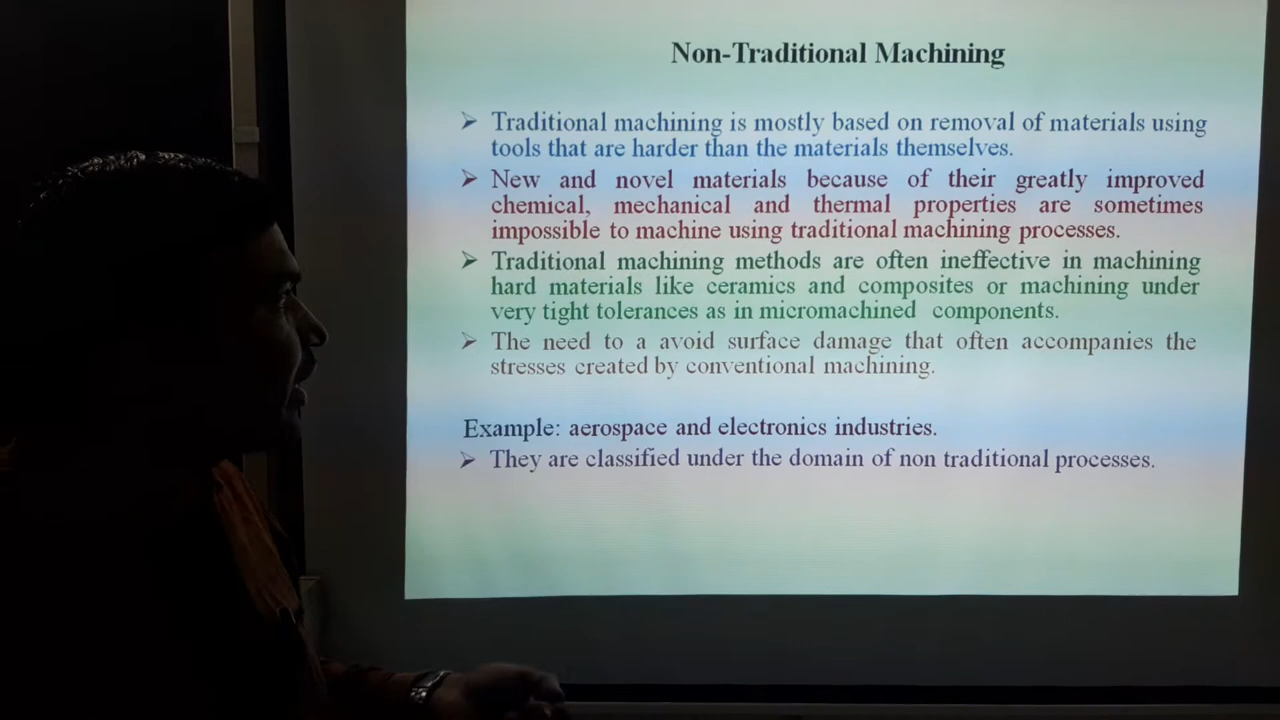 Non-Traditional Machining
➢ Traditional machining is mostly based on removal of materials using
tools that are harder than the materials themselves.
➢ New and novel materials because of their greatly improved
chemical, mechanical and thermal properties are sometimes
impossible to machine using traditional machining processes.
➢ Traditional machining methods are often ineffective in machining
hard materials like ceramics and composites or machining under
very tight tolerances as in micromachined components.
➢ The need to a avoid surface damage that often accompanies the
stresses created by conventional machining.
Example: aerospace and electronics industries.
➢ They are classified under the domain of non traditional processes.